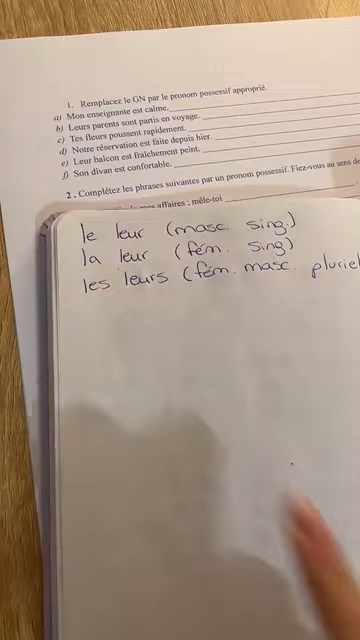 1. Remplacez le GN par le pronom possessif approprié.
a) Mon enseignante est calme.
b) Leurs parents sont partis en voyage.
c) Tes fleurs poussent rapidement.
d) Notre réservation est faite depuis hier.
e) Leur balcon est fraîchement peint.
f) Son divan est confortable.
2. Complétez les phrases suivantes par un pronom possessif. Fiez-vous au sens de
mes affaires ; mêle-toi
le leur (masc. sing.)
la leur (fém. sing)
les leurs (fém. masc. pluriel